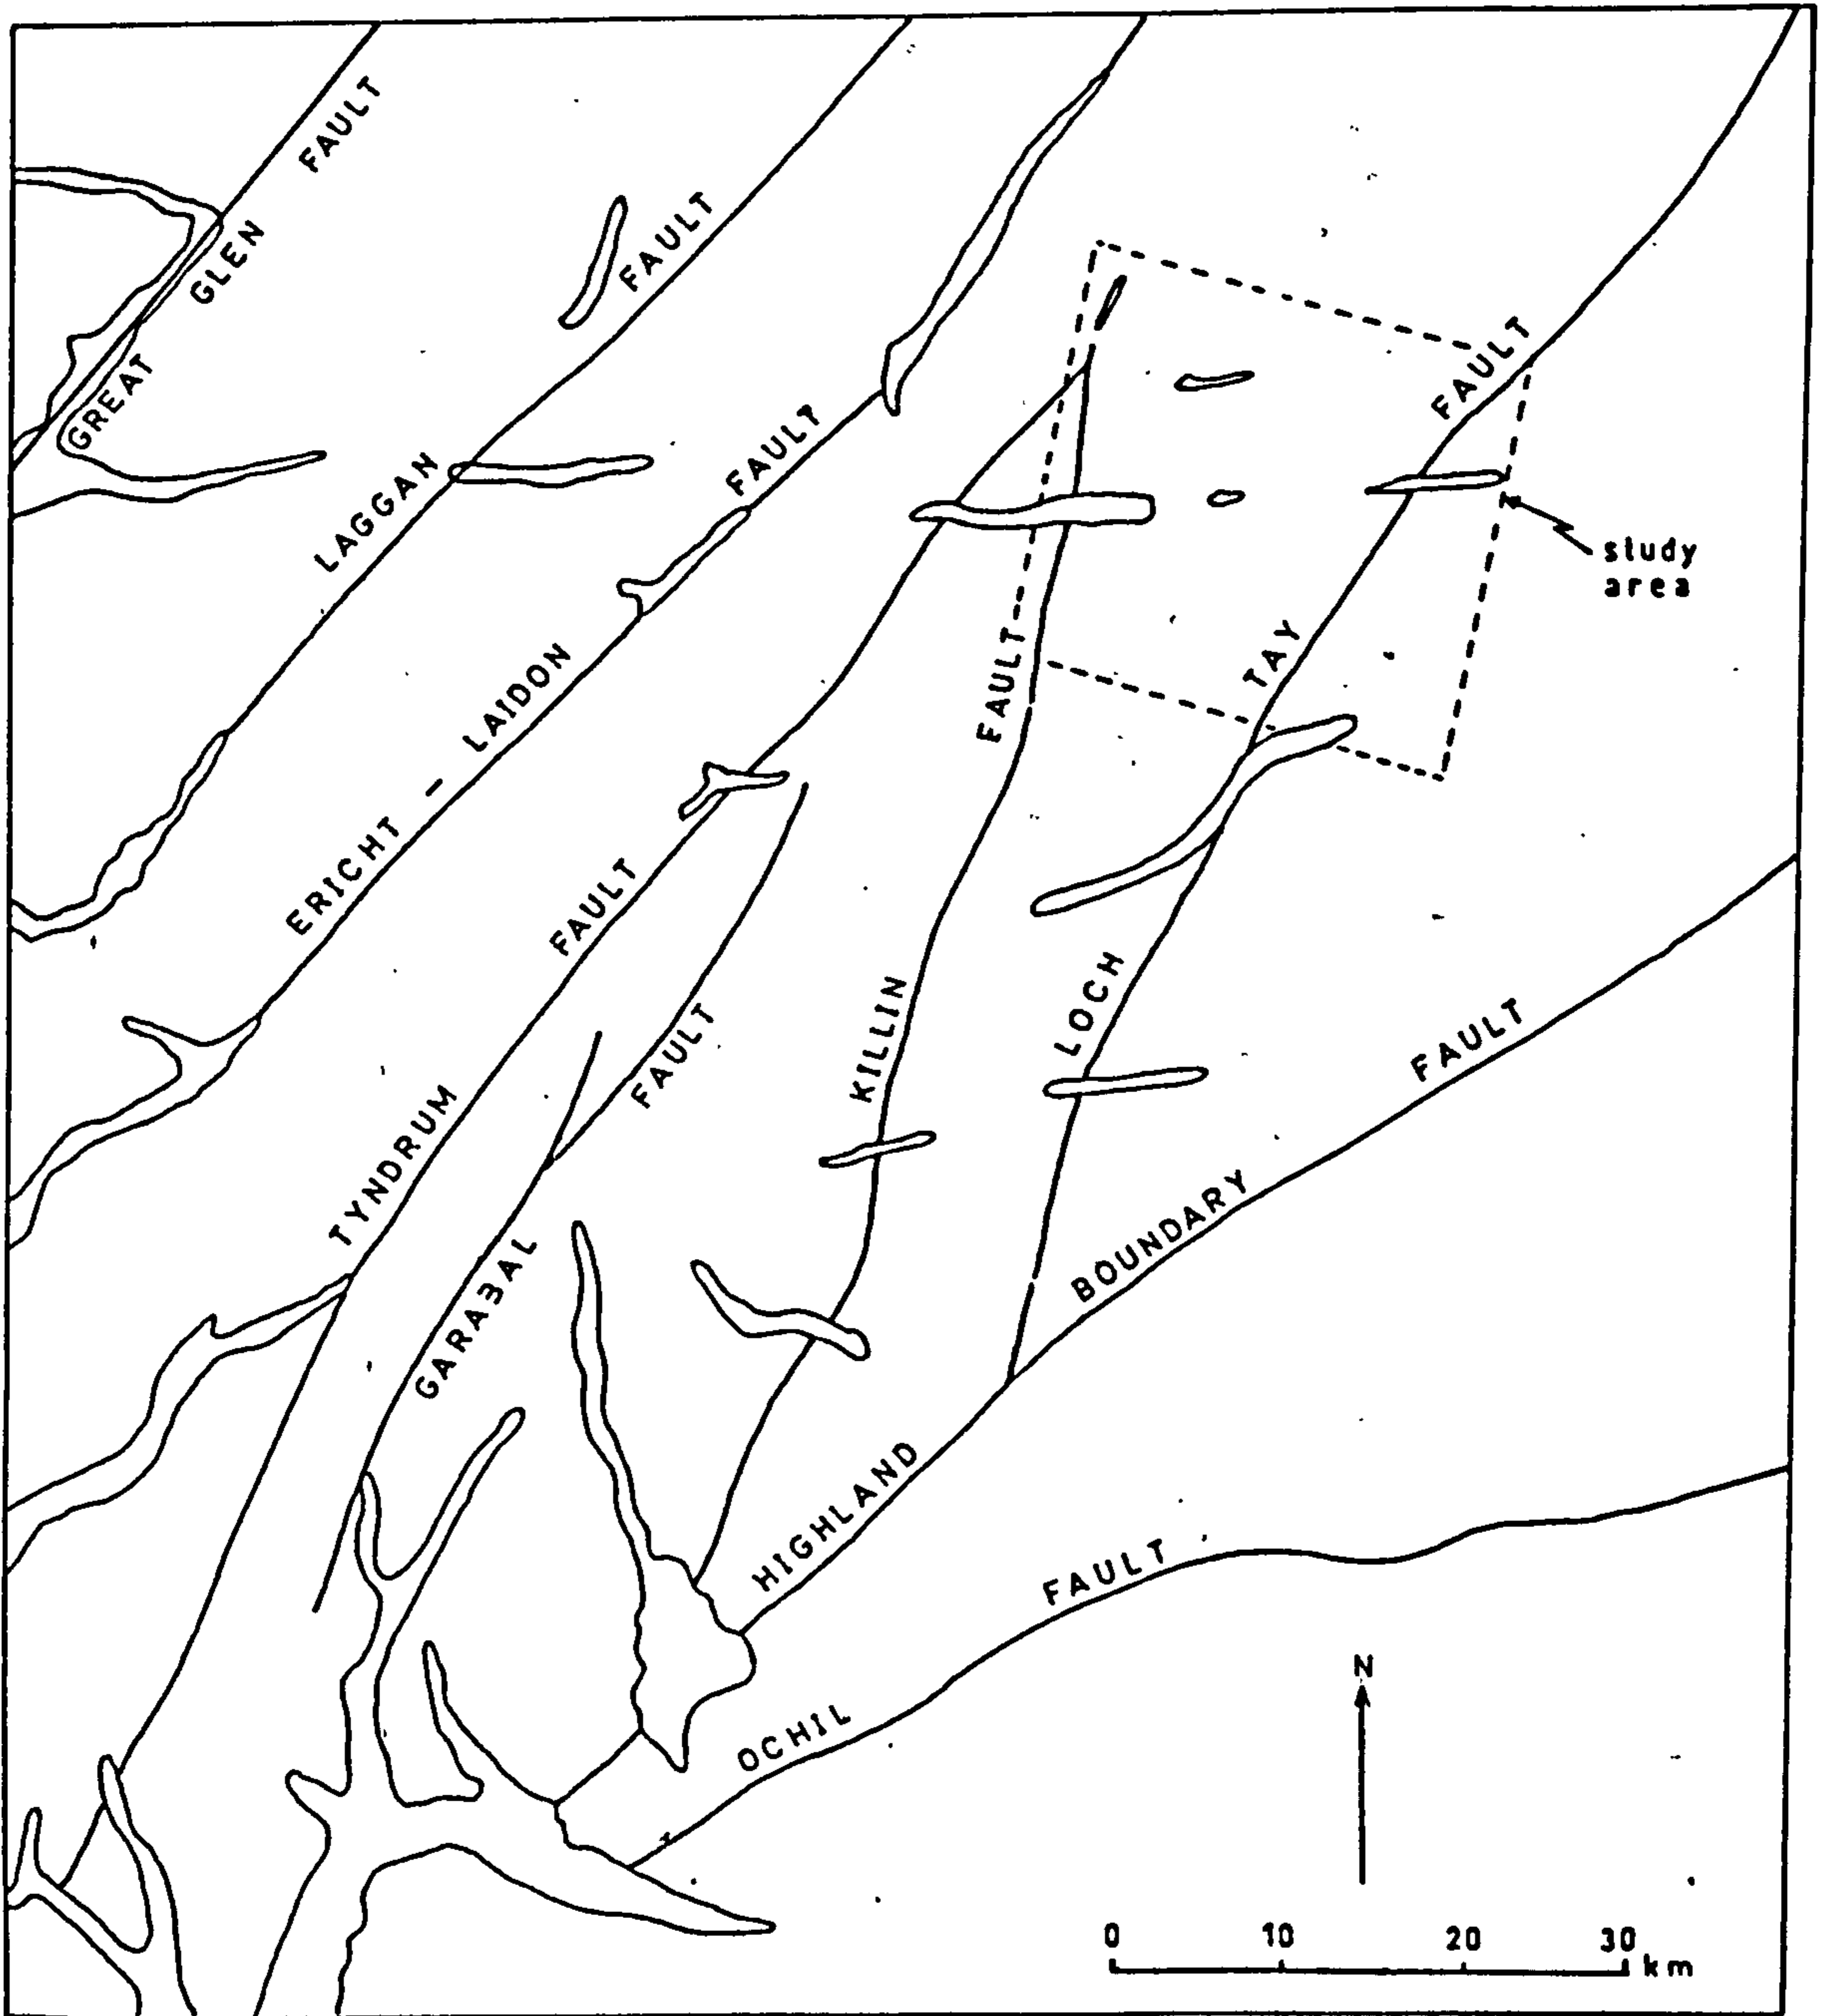 GREAT GLEN FAULT
LAGGAN FAULT
ERICHT - LAIDON FAULT
TYNDRUM FAULT
GARABAL FAULT
KILLIN FAULT
LOCH TAY FAULT
study
area
HIGHLAND BOUNDARY FAULT
OCHIL FAULT
N
0 10 20 30 km